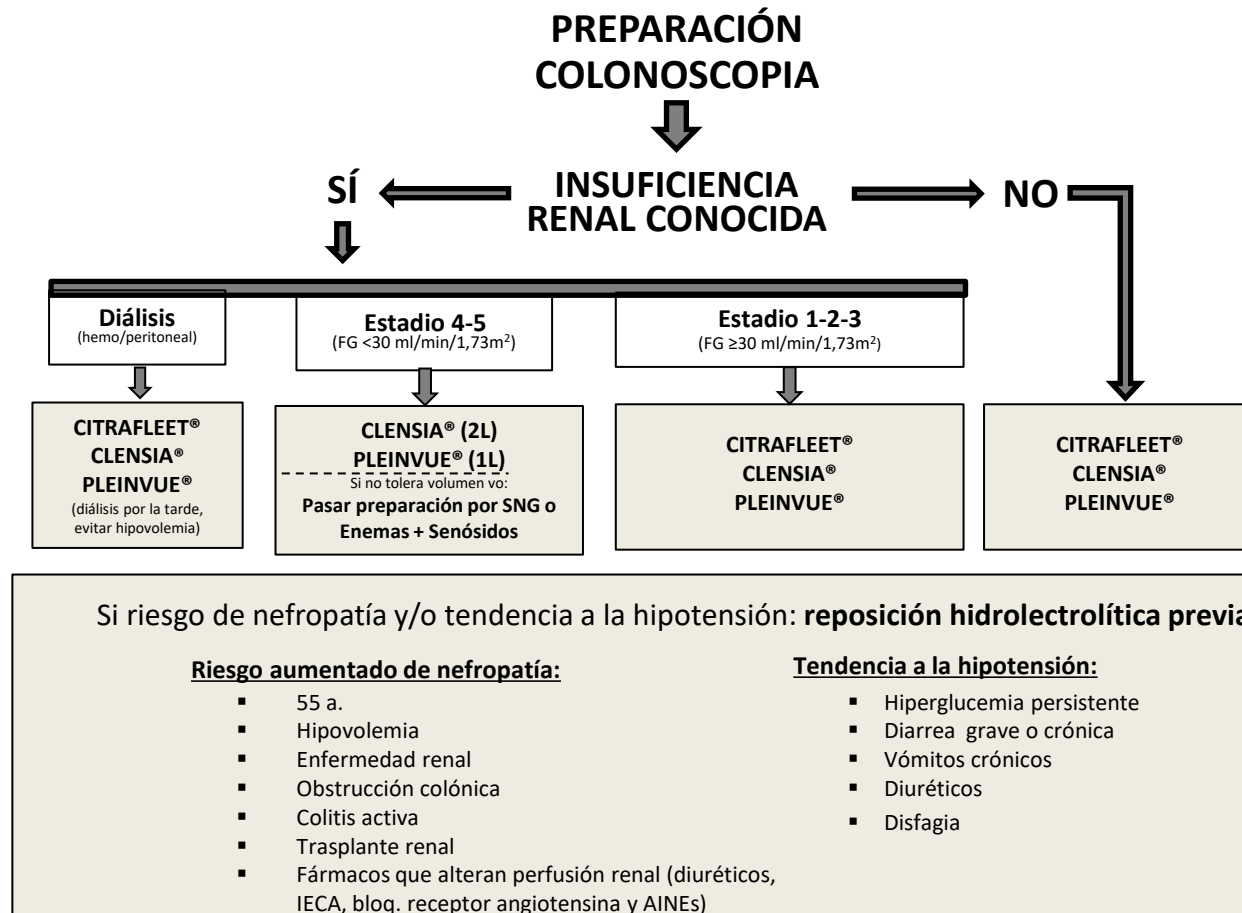 PREPARACIÓN
COLONOSCOPIA
SÍ
INSUFICIENCIA
RENAL CONOCIDA
NO
Diálisis
(hemo/peritoneal)
Estadio 4-5
(FG <30 ml/min/1,73m²)
Estadio 1-2-3
(FG ≥30 ml/min/1,73m²)
CITRAFLEET®
CLENSIA®
PLEINVUE®
(diálisis por la tarde,
evitar hipovolemia)
CLENSIA® (2L)
PLEINVUE® (1L)
Si no tolera volumen vo:
Pasar preparación por SNG o
Enemas + Senósidos
CITRAFLEET®
CLENSIA®
PLEINVUE®
CITRAFLEET®
CLENSIA®
PLEINVUE®
Si riesgo de nefropatía y/o tendencia a la hipotensión: reposición hidrolectrolítica previa
Riesgo aumentado de nefropatía:
▪ 55 a.
▪ Hipovolemia
▪ Enfermedad renal
▪ Obstrucción colónica
▪ Colitis activa
▪ Trasplante renal
▪ Fármacos que alteran perfusión renal (diuréticos,
IECA, bloq. receptor angiotensina y AINEs)
Tendencia a la hipotensión:
▪ Hiperglucemia persistente
▪ Diarrea grave o crónica
▪ Vómitos crónicos
▪ Diuréticos
▪ Disfagia